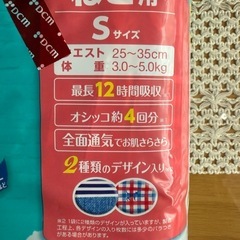 ねこ用
Sサイズ
エスト 25～35cm
体重 3.0～5.0kg
最長12時間吸収
オシッコ約4回分※
全面通気でお肌さらさら
2種類のデザイン入り
DCM
DCM
DCM